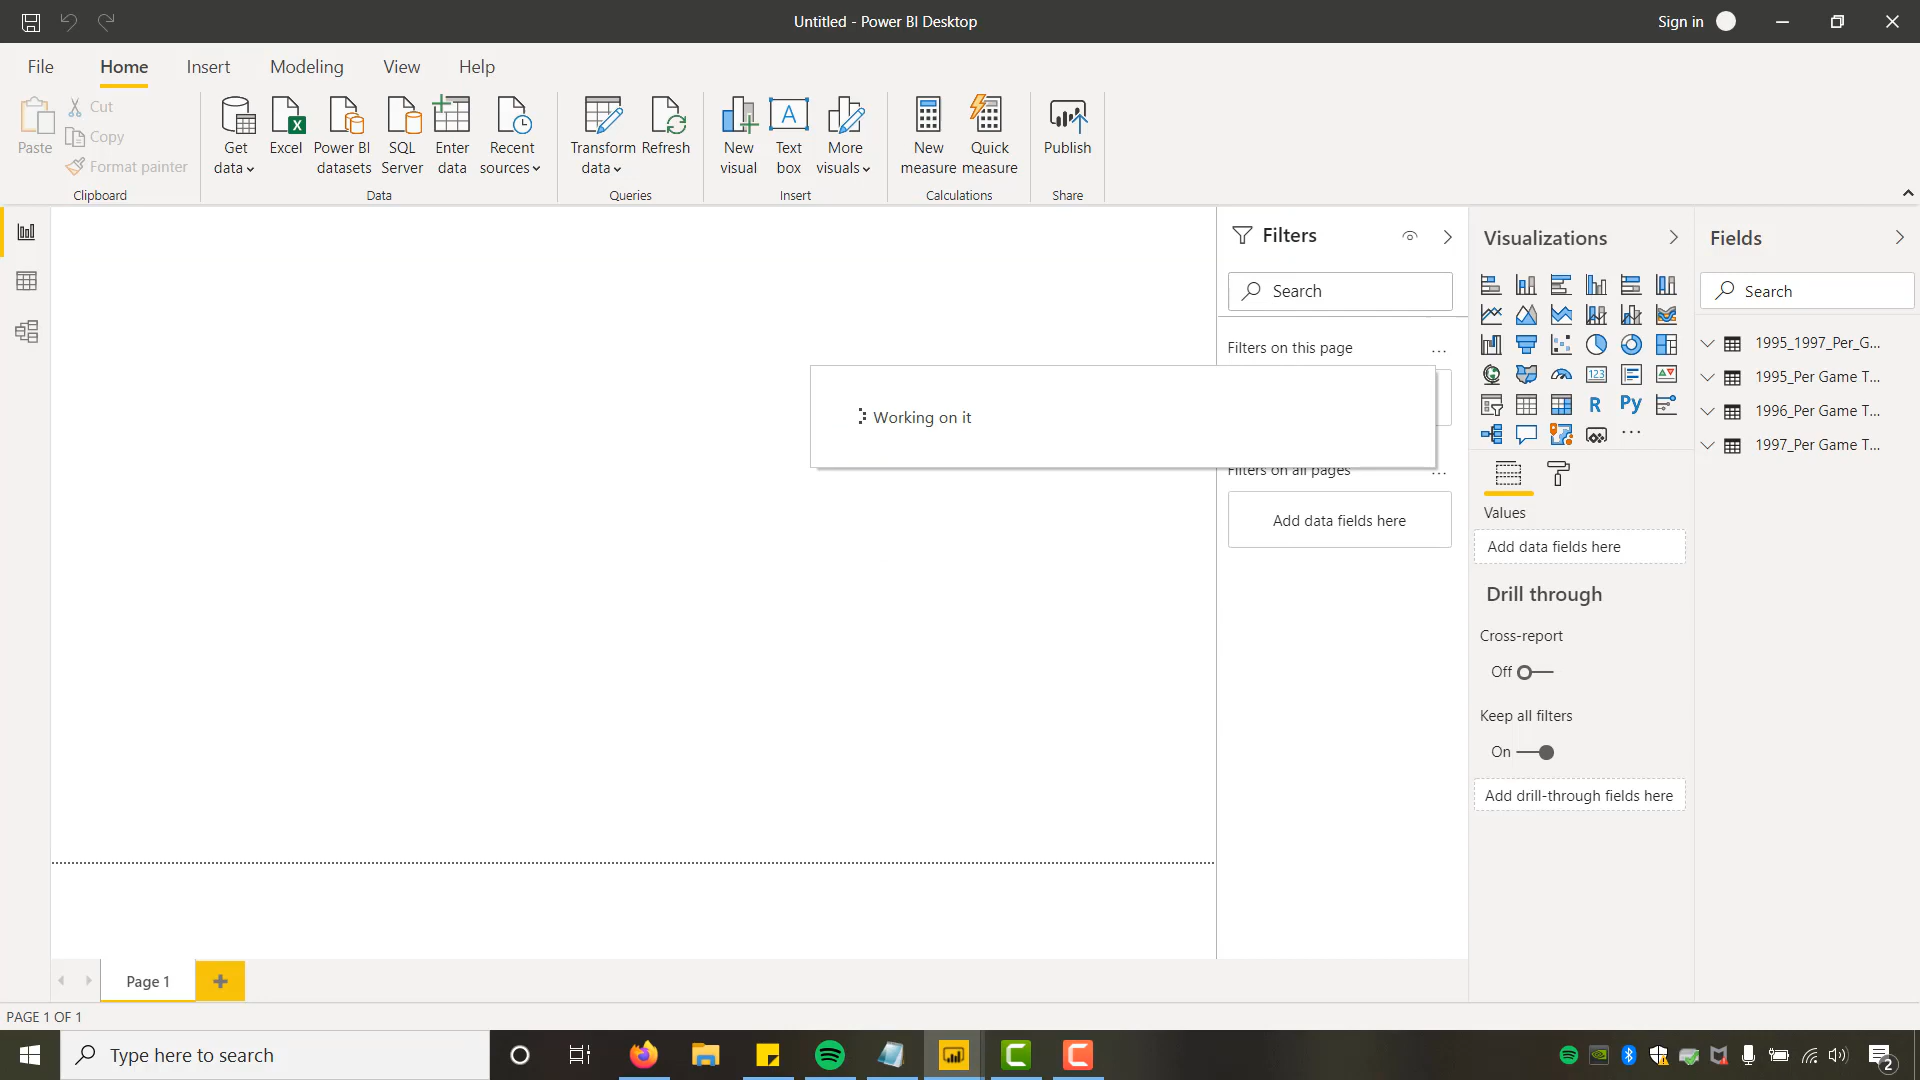 Untitled - Power BI Desktop
Sign in
File
Home
Insert
Modeling
View
Help
Paste
Cut
Copy
Format painter
Clipboard
Get data
Excel
Power BI datasets
SQL Server
Enter data
Recent sources
Data
Transform data
Refresh
Queries
New visual
Text box
More visuals
Insert
New measure
Quick measure
Calculations
Publish
Share
Filters
Search
Filters on this page
...
Working on it
Filters on all pages
...
Add data fields here
Visualizations
123
R
Py
...
Values
Add data fields here
Drill through
Cross-report
Off
Keep all filters
On
Add drill-through fields here
Fields
Search
1995_1997_Per_G...
1995_Per Game T...
1996_Per Game T...
1997_Per Game T...
Page 1
PAGE 1 OF 1
Type here to search
2